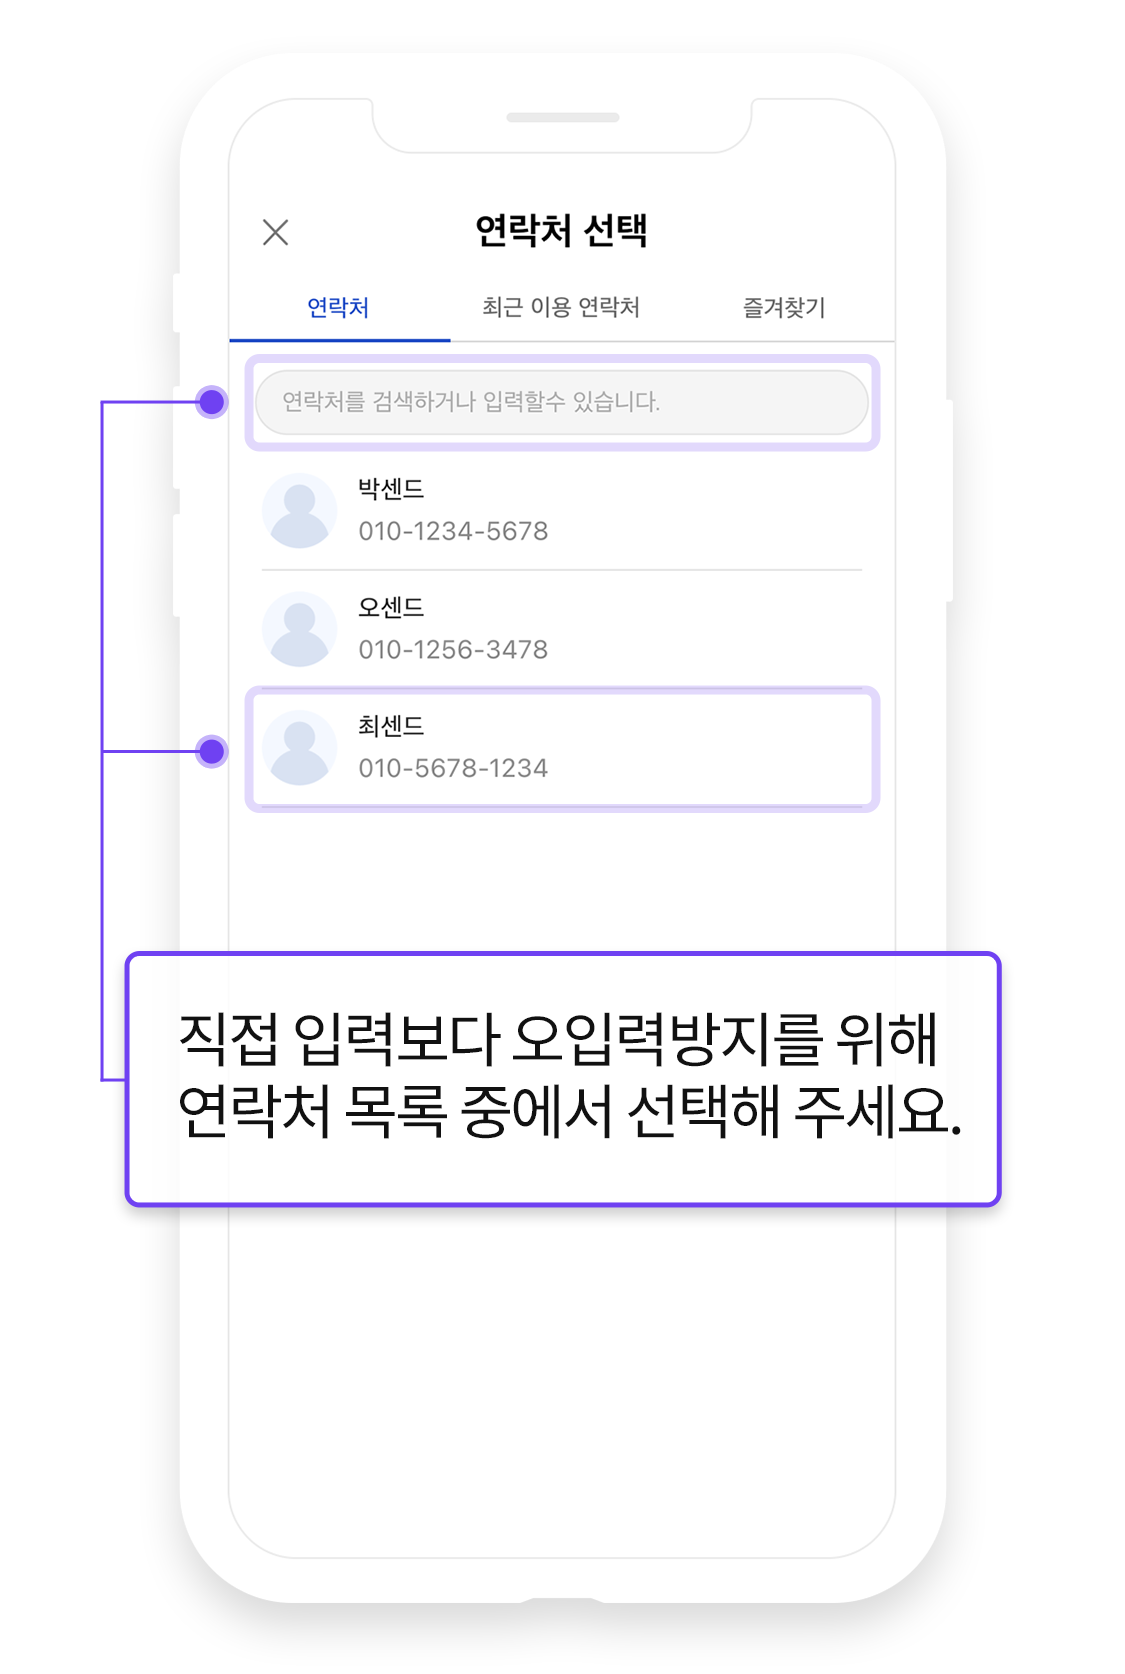 연락처 선택
연락처 최근 이용 연락처 즐겨찾기
연락처를 검색하거나 입력할수 있습니다.
박센드
010-1234-5678
오센드
010-1256-3478
최센드
010-5678-1234
직접 입력보다 오입력방지를 위해
연락처 목록 중에서 선택해 주세요.